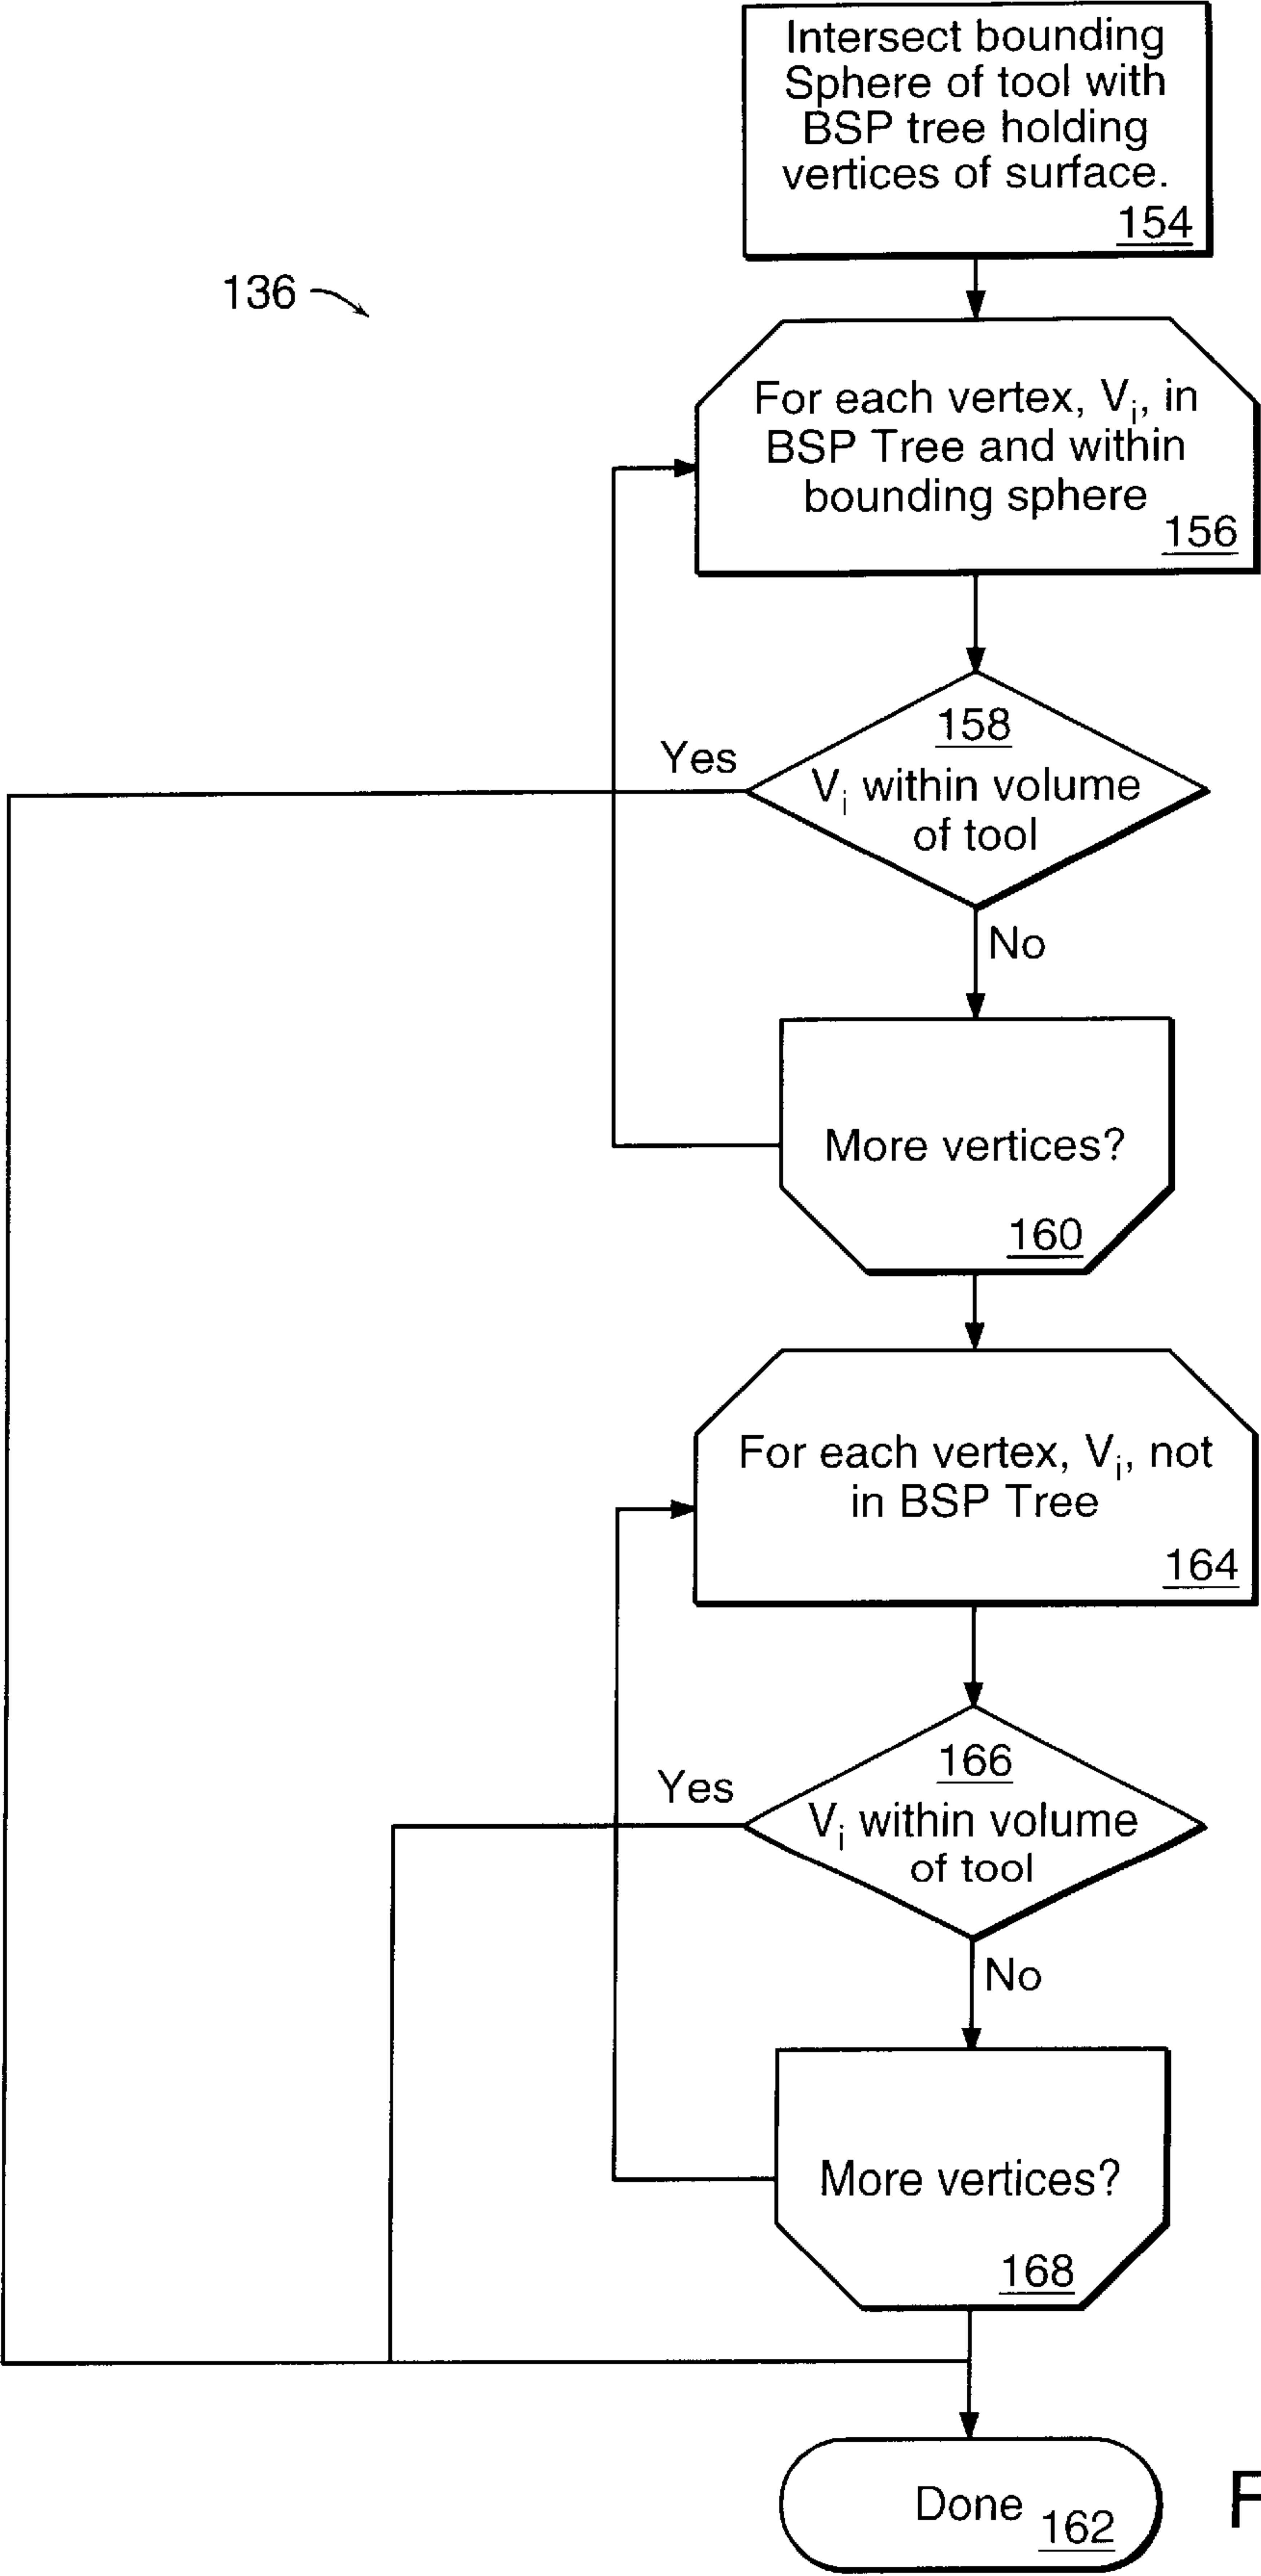 Intersect bounding
Sphere of tool with
BSP tree holding
vertices of surface.
154
136
For each vertex, Vi, in
BSP Tree and within
bounding sphere
156
158
Yes
Vi within volume
of tool
No
More vertices?
160
For each vertex, Vi, not
in BSP Tree
164
166
Yes
Vi within volume
of tool
No
More vertices?
168
Done
162
F